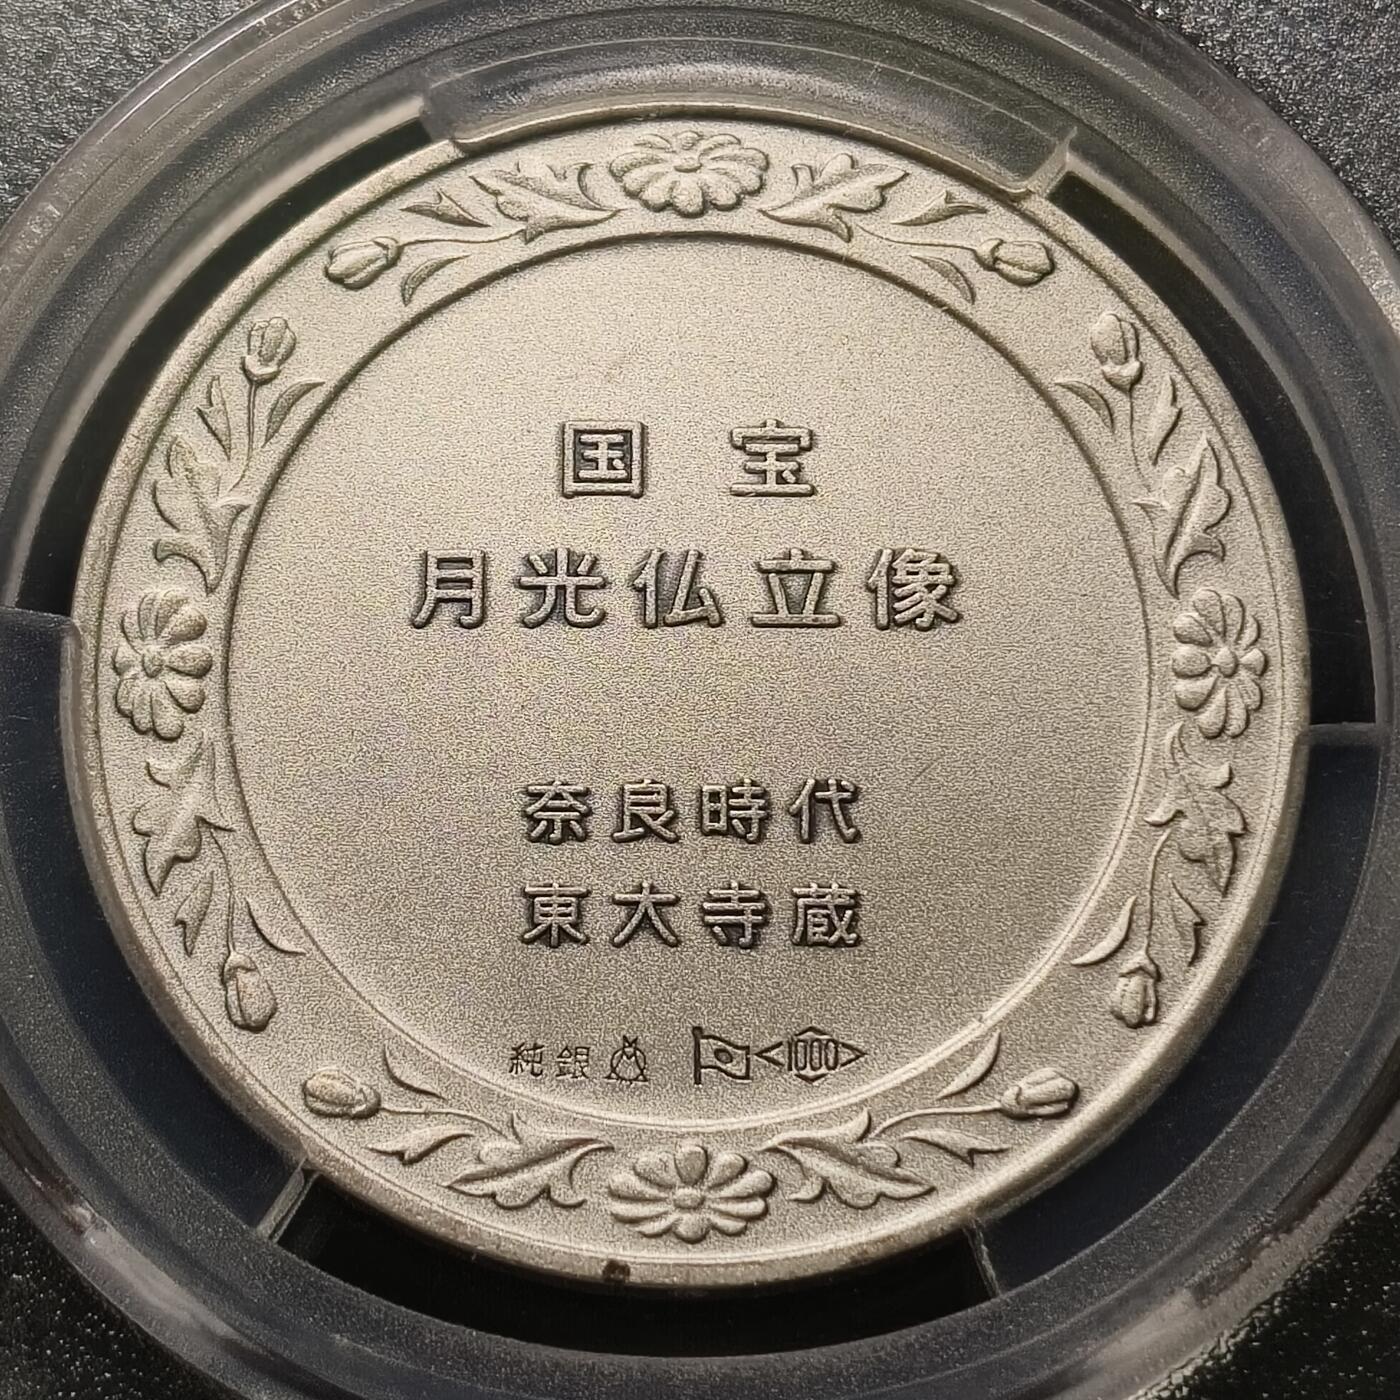 国宝
月光仏立像
奈良時代
東大寺蔵
純銀 1000